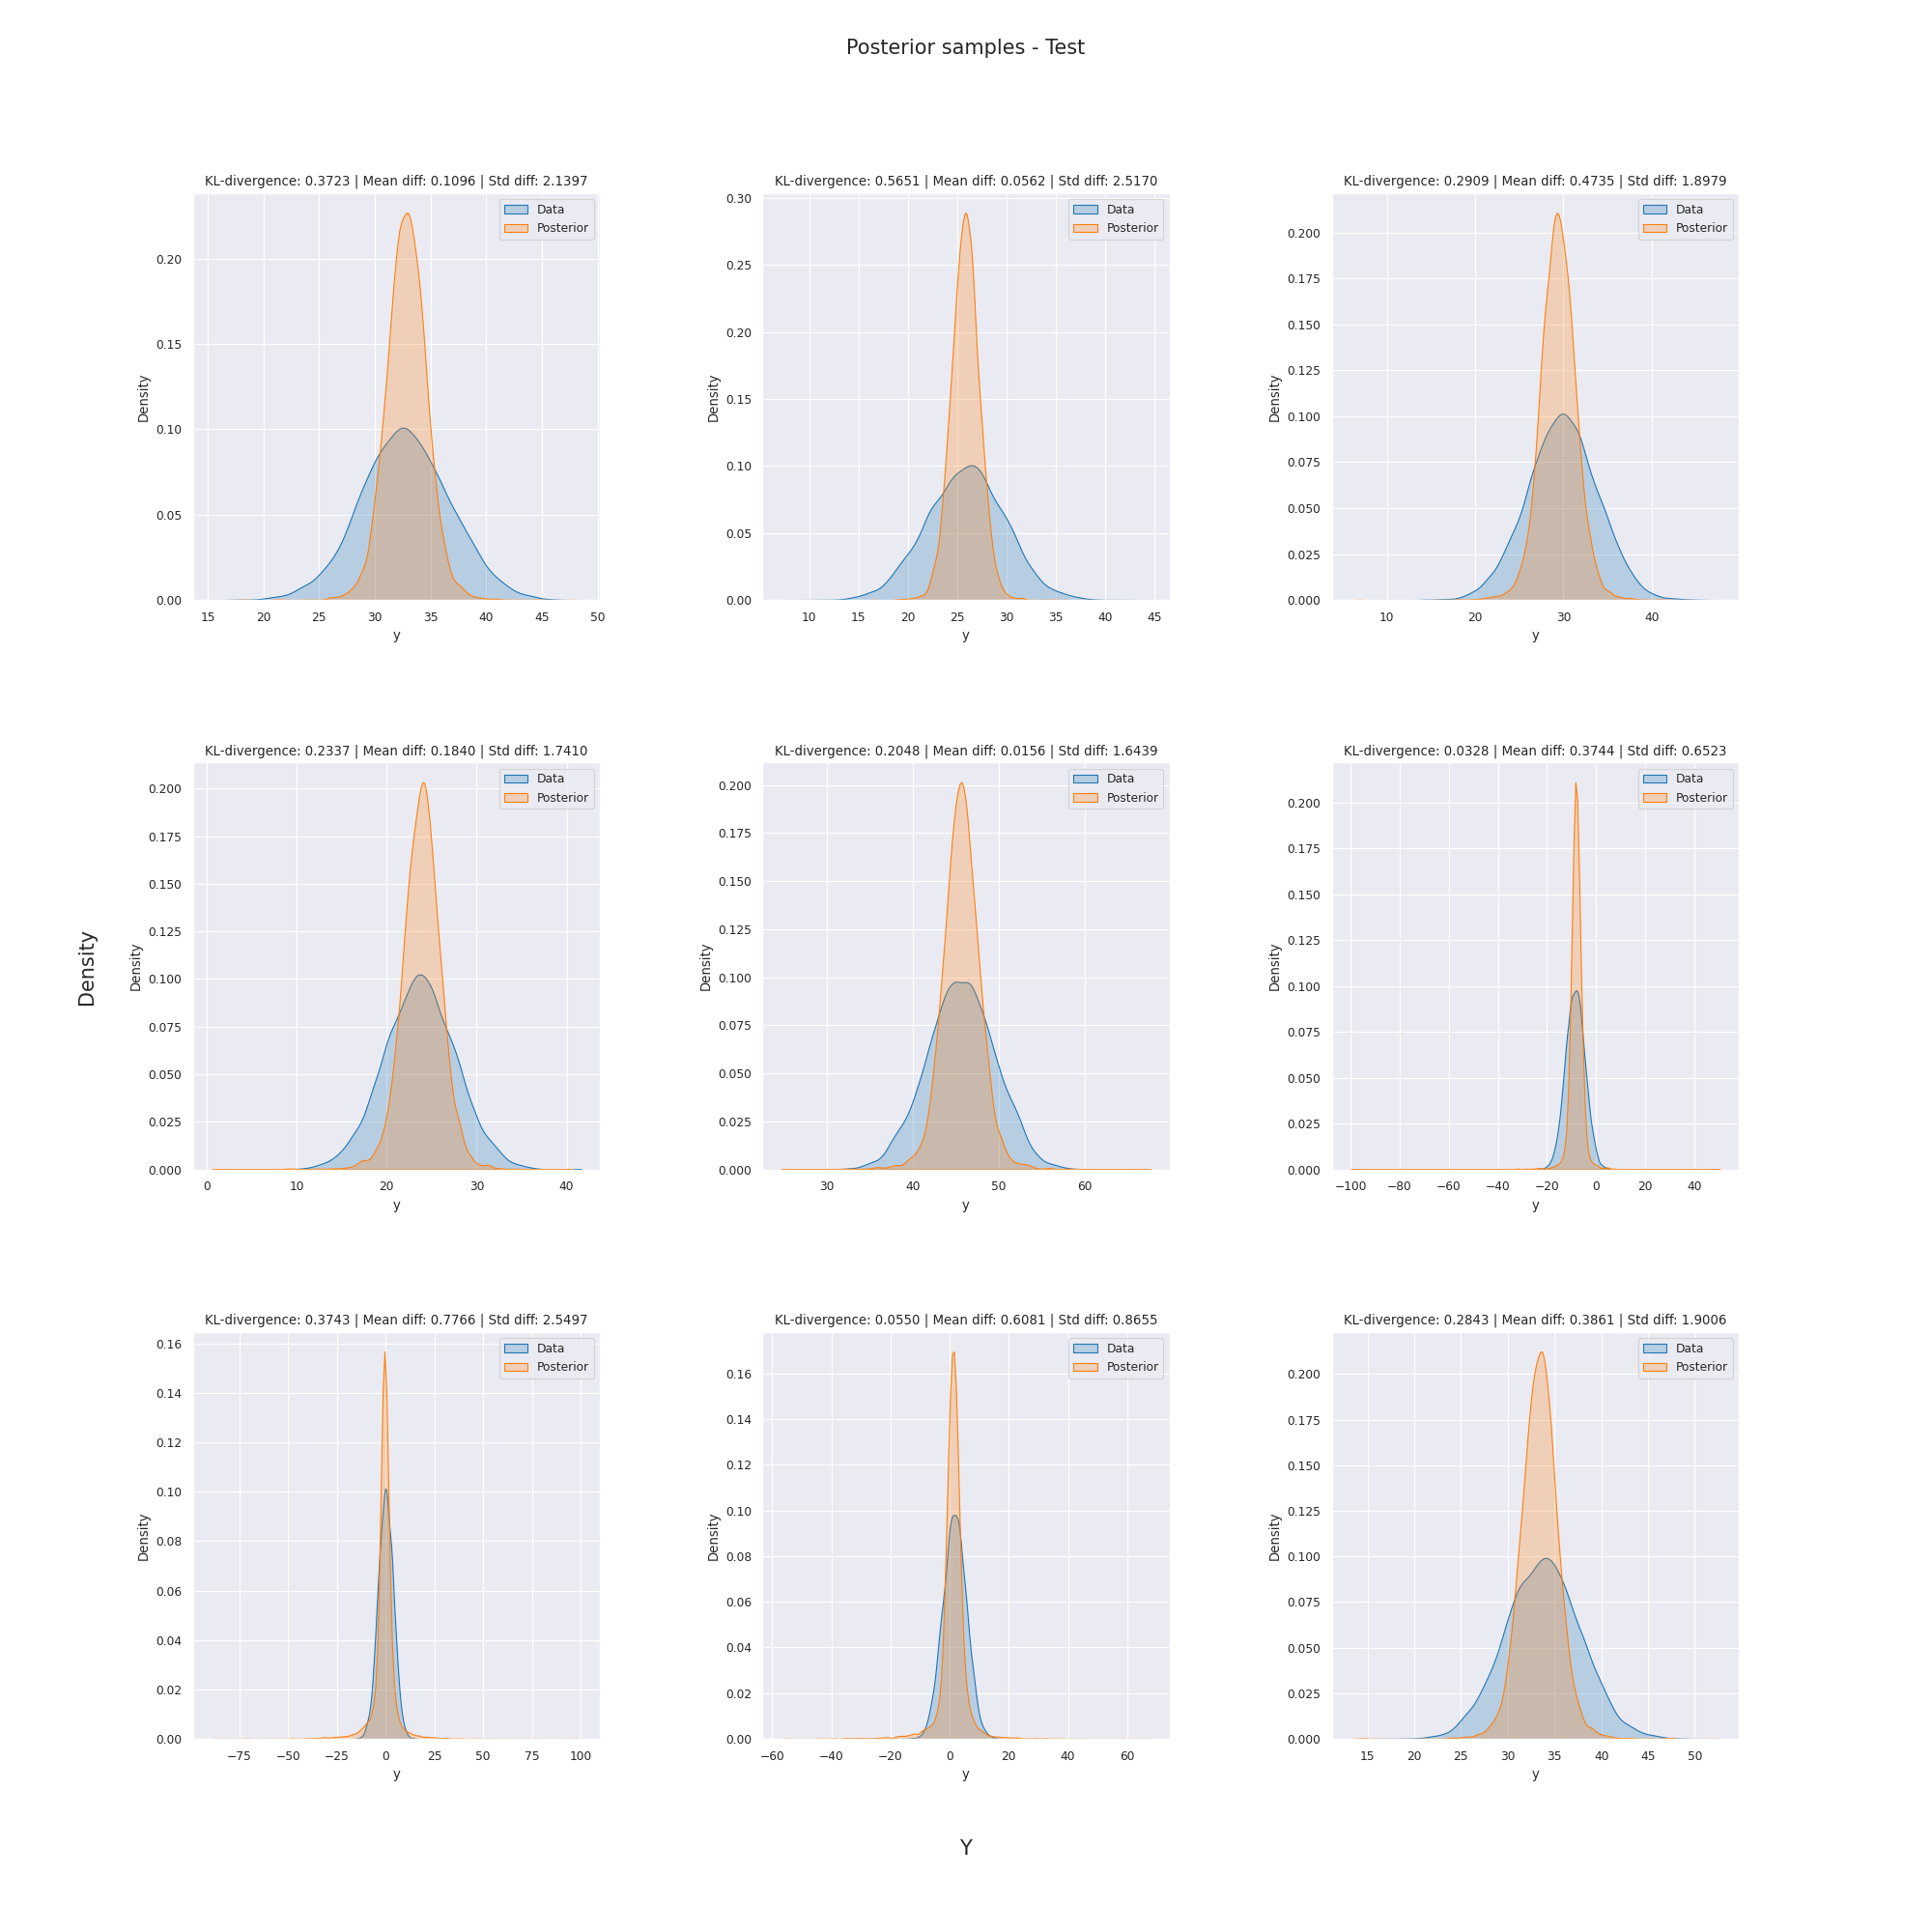 Posterior samples - Test
KL-divergence: 0.3723 | Mean diff: 0.1096 | Std diff: 2.1397
Data
Posterior
0.20
0.15
0.10
0.05
0.00
Density
15 20 25 30 35 40 45 50
y
KL-divergence: 0.5651 | Mean diff: 0.0562 | Std diff: 2.5170
Data
Posterior
0.30
0.25
0.20
0.15
0.10
0.05
0.00
Density
10 15 20 25 30 35 40 45
y
KL-divergence: 0.2909 | Mean diff: 0.4735 | Std diff: 1.8979
Data
Posterior
0.200
0.175
0.150
0.125
0.100
0.075
0.050
0.025
0.000
Density
10 20 30 40
y
KL-divergence: 0.2337 | Mean diff: 0.1840 | Std diff: 1.7410
Data
Posterior
0.200
0.175
0.150
0.125
0.100
0.075
0.050
0.025
0.000
Density
0 10 20 30 40
y
KL-divergence: 0.2048 | Mean diff: 0.0156 | Std diff: 1.6439
Data
Posterior
0.200
0.175
0.150
0.125
0.100
0.075
0.050
0.025
0.000
Density
30 40 50 60
y
KL-divergence: 0.0328 | Mean diff: 0.3744 | Std diff: 0.6523
Data
Posterior
0.200
0.175
0.150
0.125
0.100
0.075
0.050
0.025
0.000
Density
−100 −80 −60 −40 −20 0 20 40
y
Density
KL-divergence: 0.3743 | Mean diff: 0.7766 | Std diff: 2.5497
Data
Posterior
0.16
0.14
0.12
0.10
0.08
0.06
0.04
0.02
0.00
Density
−75 −50 −25 0 25 50 75 100
y
KL-divergence: 0.0550 | Mean diff: 0.6081 | Std diff: 0.8655
Data
Posterior
0.16
0.14
0.12
0.10
0.08
0.06
0.04
0.02
0.00
Density
−60 −40 −20 0 20 40 60
y
KL-divergence: 0.2843 | Mean diff: 0.3861 | Std diff: 1.9006
Data
Posterior
0.200
0.175
0.150
0.125
0.100
0.075
0.050
0.025
0.000
Density
15 20 25 30 35 40 45 50
y
Y